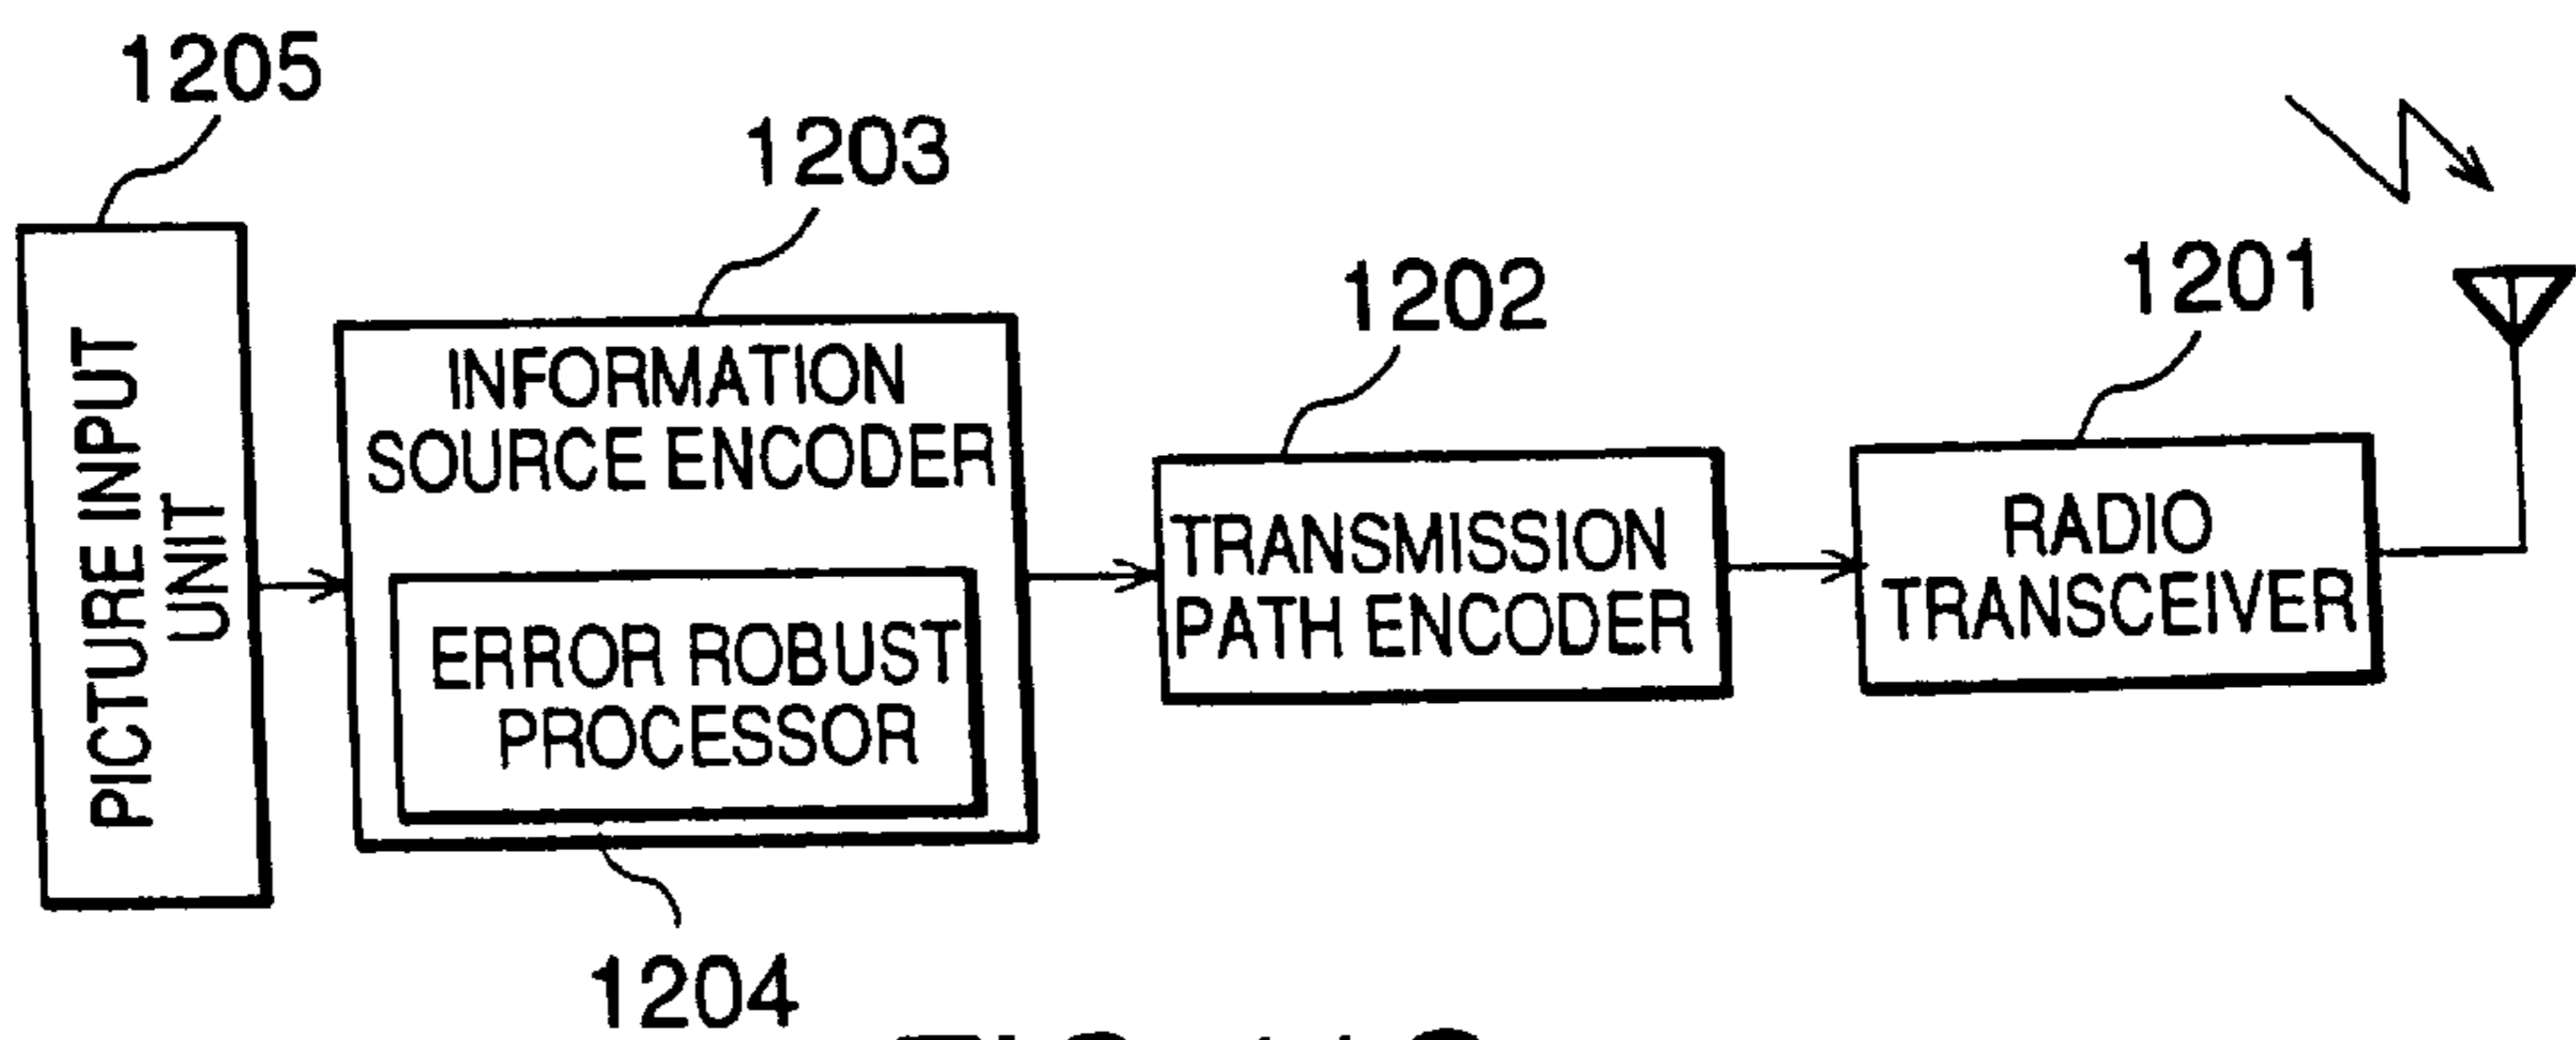 1205
1203
1202
1201
PICTURE INPUT
UNIT
INFORMATION
SOURCE ENCODER
ERROR ROBUST
PROCESSOR
TRANSMISSION
PATH ENCODER
RADIO
TRANSCEIVER
1204